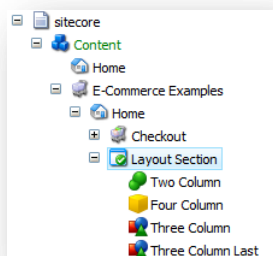 sitecore
Content
Home
E-Commerce Examples
Home
Checkout
Layout Section
Two Column
Four Column
Three Column
Three Column Last